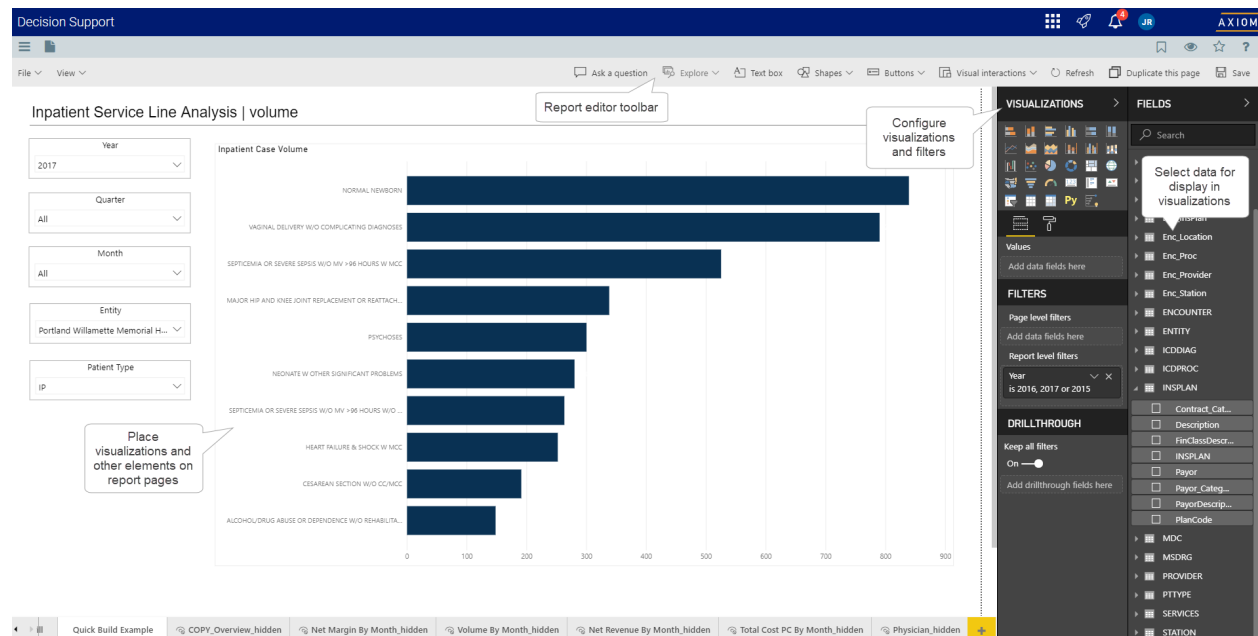 Decision Support
4
JR
AXIOM
?
File
View
Ask a question
Explore
Text box
Shapes
Buttons
Visual interactions
Refresh
Duplicate this page
Save
Report editor toolbar
Inpatient Service Line Analysis | volume
Year
2017
Quarter
All
Month
All
Entity
Portland Willamette Memorial H...
Patient Type
IP
Place
visualizations and
other elements on
report pages
Inpatient Case Volume
NORMAL NEWBORN
VAGINAL DELIVERY W/O COMPLICATING DIAGNOSES
SEPTICEMIA OR SEVERE SEPSIS W/O MV >96 HOURS W MCC
MAJOR HIP AND KNEE JOINT REPLACEMENT OR REATTACH...
PSYCHOSES
NEONATE W OTHER SIGNIFICANT PROBLEMS
SEPTICEMIA OR SEVERE SEPSIS W/O MV >96 HOURS W/O ...
HEART FAILURE & SHOCK W MCC
CESAREAN SECTION W/O CC/MCC
ALCOHOL/DRUG ABUSE OR DEPENDENCE W/O REHABILITA...
0 100 200 300 400 500 600 700 800 900
Configure
visualizations
and filters
VISUALIZATIONS
Py
Values
Add data fields here
FILTERS
Page level filters
Add data fields here
Report level filters
Year
is 2016, 2017 or 2015
DRILLTHROUGH
Keep all filters
On
Add drillthrough fields here
FIELDS
Search
Select data for
display in
visualizations
Enc_Location
Enc_Proc
Enc_Provider
Enc_Station
ENCOUNTER
ENTITY
ICDDIAG
ICDPROC
INSPLAN
Contract_Cat...
Description
FinClassDescr...
INSPLAN
Payor
Payor_Categ...
PayorDescrip...
PlanCode
MDC
MSDRG
PROVIDER
PTTYPE
SERVICES
STATION
Quick Build Example
COPY_Overview_hidden
Net Margin By Month_hidden
Volume By Month_hidden
Net Revenue By Month_hidden
Total Cost PC By Month_hidden
Physician_hidden
+